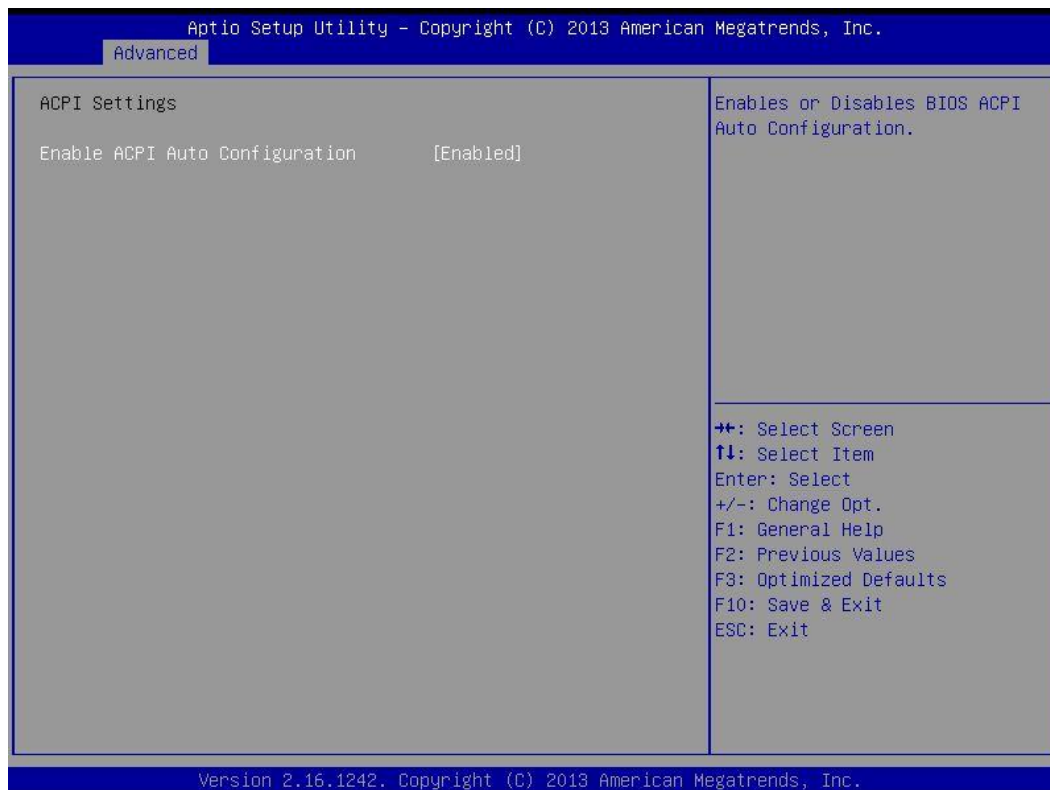 Aptio Setup Utility – Copyright (C) 2013 American Megatrends, Inc.
Advanced
ACPI Settings
Enable ACPI Auto Configuration [Enabled]
Enables or Disables BIOS ACPI
Auto Configuration.
→←: Select Screen
↑↓: Select Item
Enter: Select
+/-: Change Opt.
F1: General Help
F2: Previous Values
F3: Optimized Defaults
F10: Save & Exit
ESC: Exit
Version 2.16.1242. Copyright (C) 2013 American Megatrends, Inc.